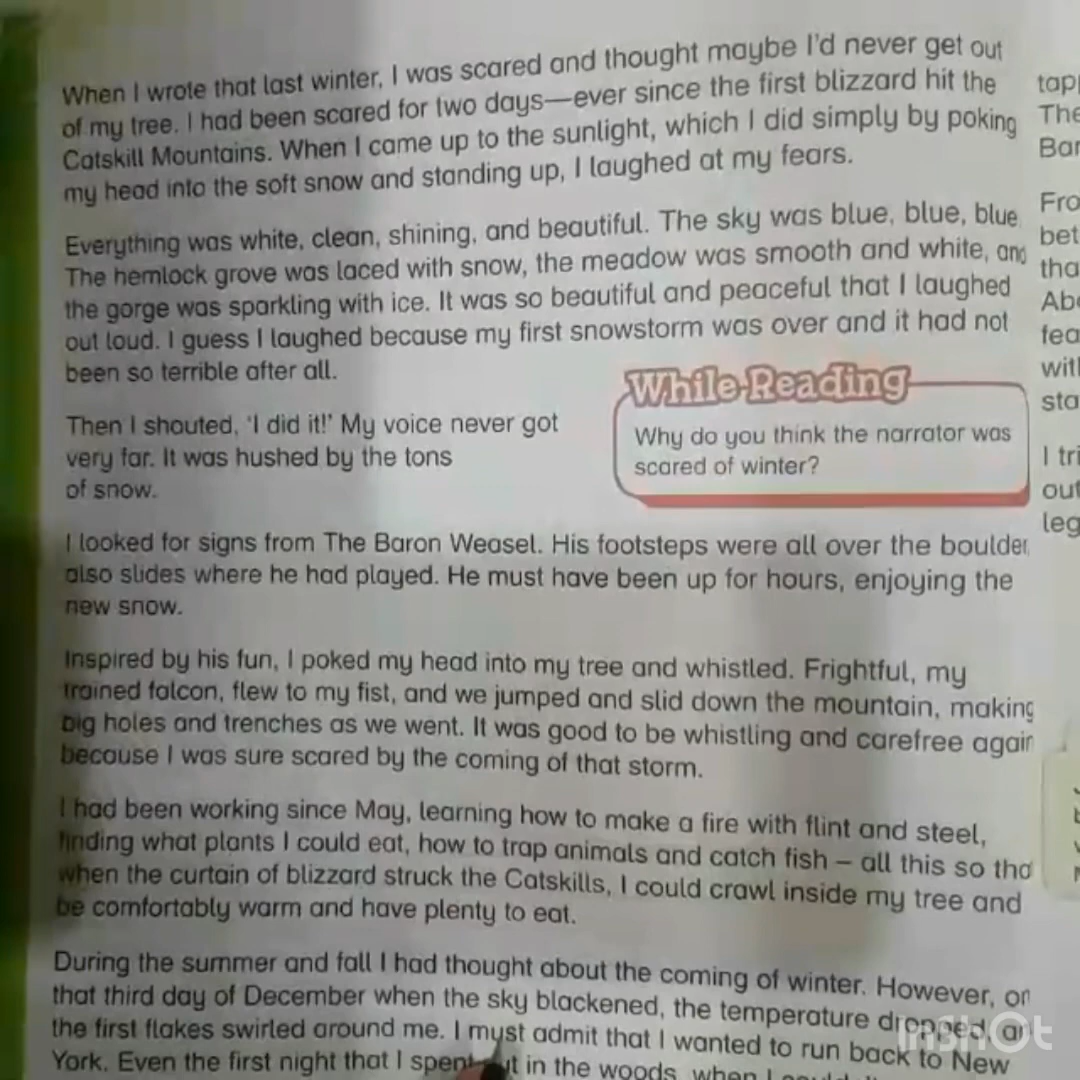 When I wrote that last winter, I was scared and thought maybe I'd never get out
of my tree. I had been scared for two days—ever since the first blizzard hit the
Catskill Mountains. When I came up to the sunlight, which I did simply by poking
my head into the soft snow and standing up, I laughed at my fears.
Everything was white, clean, shining, and beautiful. The sky was blue, blue, blue
The hemlock grove was laced with snow, the meadow was smooth and white, and
the gorge was sparkling with ice. It was so beautiful and peaceful that I laughed
out loud. I guess I laughed because my first snowstorm was over and it had not
been so terrible after all.
Then I shouted, 'I did it!' My voice never got
very far. It was hushed by the tons
of snow.
While-Reading
Why do you think the narrator was
scared of winter?
I looked for signs from The Baron Weasel. His footsteps were all over the boulder,
also slides where he had played. He must have been up for hours, enjoying the
new snow.
Inspired by his fun, I poked my head into my tree and whistled. Frightful, my
trained falcon, flew to my fist, and we jumped and slid down the mountain, making
big holes and trenches as we went. It was good to be whistling and carefree again
because I was sure scared by the coming of that storm.
I had been working since May, learning how to make a fire with flint and steel,
finding what plants I could eat, how to trap animals and catch fish – all this so tha
when the curtain of blizzard struck the Catskills, I could crawl inside my tree and
be comfortably warm and have plenty to eat.
During the summer and fall I had thought about the coming of winter. However, on
that third day of December when the sky blackened, the temperature dropped, an
the first flakes swirled around me. I must admit that I wanted to run back to New
York. Even the first night that I spent out in the woods, when I
The
Bar
Fro
bet
tha
fea
sta
I tri
out
leg
InShOt